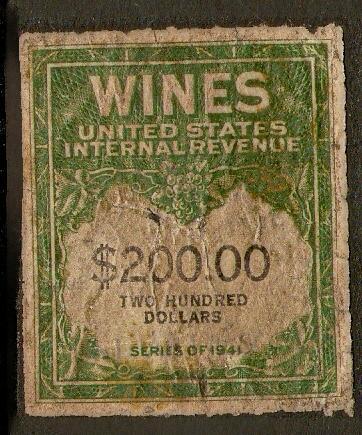 WINES
UNITED STATES
INTERNAL REVENUE
$200.00
TWO HUNDRED
DOLLARS
SERIES OF 1941